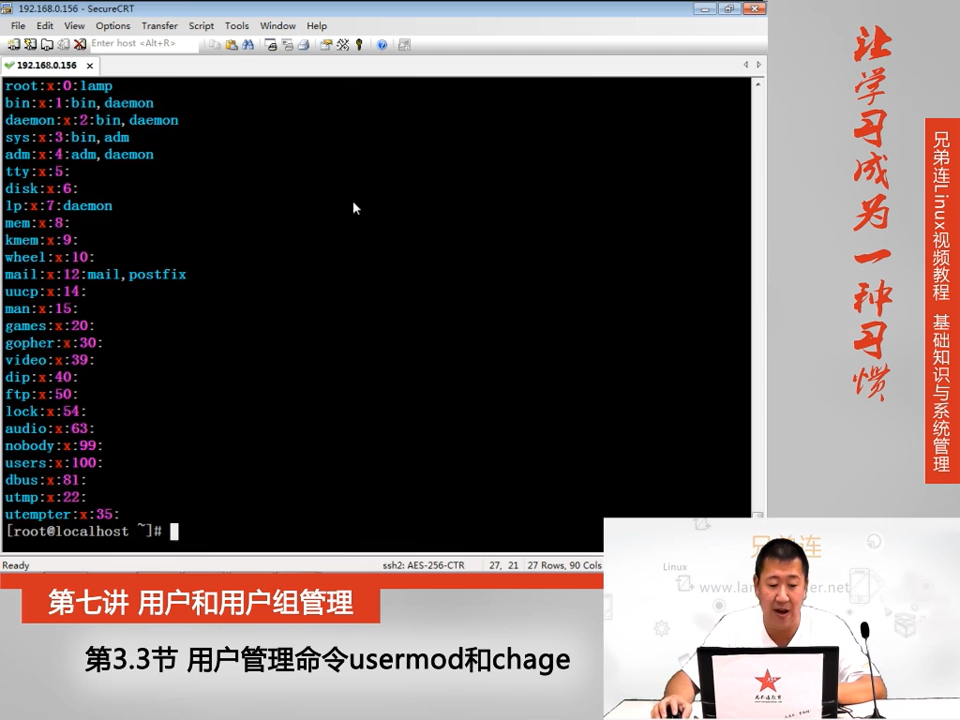 192.168.0.156 - SecureCRT
File Edit View Options Transfer Script Tools Window Help
Enter host <Alt+R>
192.168.0.156
root:x:0:lamp
bin:x:1:bin,daemon
daemon:x:2:bin,daemon
sys:x:3:bin,adm
adm:x:4:adm,daemon
tty:x:5:
disk:x:6:
lp:x:7:daemon
mem:x:8:
kmem:x:9:
wheel:x:10:
mail:x:12:mail,postfix
uucp:x:14:
man:x:15:
games:x:20:
gopher:x:30:
video:x:39:
dip:x:40:
ftp:x:50:
lock:x:54:
audio:x:63:
nobody:x:99:
users:x:100:
dbus:x:81:
utmp:x:22:
utempter:x:35:
[root@localhost ~]#
Ready ssh2: AES-256-CTR 27, 21 27 Rows, 90 Cols
让学习成为一种习惯
兄弟连Linux视频教程 基础知识与系统管理
第七讲 用户和用户组管理
第3.3节 用户管理命令usermod和chage
兄弟连
Linux